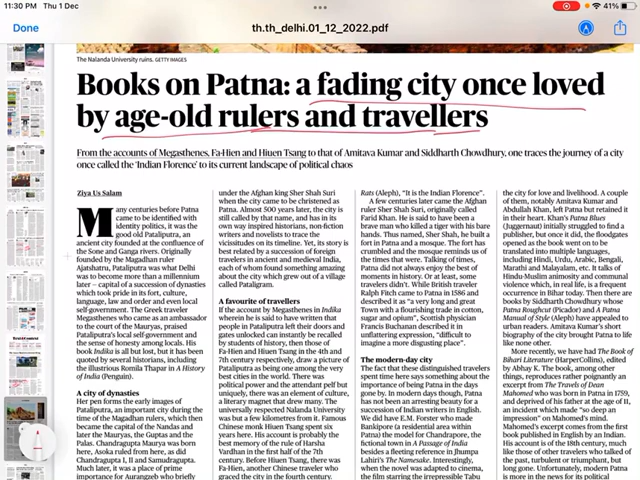 11:30 PM Thu 1 Dec
41%
Done
th.th_delhi.01_12_2022.pdf
The Nalanda University ruins. GETTY IMAGES
Books on Patna: a fading city once loved
by age-old rulers and travellers
From the accounts of Megasthenes, Fa-Hien and Hiuen Tsang to that of Amitava Kumar and Siddharth Chowdhury, one traces the journey of a city
once called the 'Indian Florence' to its current landscape of political chaos
Ziya Us Salam
Many centuries before Patna
came to be identified with
identity politics, it was the
good old Pataliputra, an
ancient city founded at the confluence of
the Sone and Ganga rivers. Originally
founded by the Magadhan ruler
Ajatshatru, Pataliputra was what Delhi
was to become more than a millennium
later – capital of a succession of dynasties
which took pride in its fort, culture,
language, law and order and even local
self-government. The Greek traveller
Megasthenes who came as an ambassador
to the court of the Mauryas, praised
Pataliputra's local self-government and
the sense of honesty among locals. His
book Indika is all but lost, but it has been
quoted by several historians, including
the illustrious Romila Thapar in A History
of India (Penguin).
A city of dynasties
Her pen forms the early images of
Pataliputra, an important city during the
time of the Magadhan rulers, which then
became the capital of the Nandas and
later the Mauryas, the Guptas and the
Palas. Chandragupta Maurya was born
here, Asoka ruled from here, as did
Chandragupta I, II and Samudragupta.
Much later, it was a place of prime
importance for Aurangzeb who briefly
under the Afghan king Sher Shah Suri
when the city came to be christened as
Patna. Almost 500 years later, the city is
still called by that name, and has in its
own way inspired historians, non-fiction
writers and novelists to trace the
vicissitudes on its timeline. Yet, its story is
best related by a succession of foreign
travellers in ancient and medieval India,
each of whom found something amazing
about the city which grew out of a village
called Pataligram.
A favourite of travellers
If the account by Megasthenes in Indika
wherein he is said to have written that
people in Pataliputra left their doors and
gates unlocked can instantly be recalled
by students of history, then those of
Fa-Hien and Hiuen Tsang in the 4th and
7th century respectively, draw a picture of
Pataliputra as being one among the very
best cities in the world. There was
political power and the attendant pelf but
uniquely, there was an element of culture,
a literary magnet that drew many. The
universally respected Nalanda University
was but a few kilometres from it. Famous
Chinese monk Hiuen Tsang spent six
years here. His account is probably the
best memory of the rule of Harsha
Vardhan in the first half of the 7th
century. Before Hiuen Tsang, there was
Fa-Hien, another Chinese traveller who
graced the city in the fourth century.
Rats (Aleph), "It is the Indian Florence".
A few centuries later came the Afghan
ruler Sher Shah Suri, originally called
Farid Khan. He is said to have been a
brave man who killed a tiger with his bare
hands. Thus named, Sher Shah, he built a
fort in Patna and a mosque. The fort has
crumbled and the mosque reminds us of
the times that were. Talking of times,
Patna did not always enjoy the best of
moments in history. Or at least, some
travellers didn't. While British traveller
Ralph Fitch came to Patna in 1586 and
described it as "a very long and great
Town with a flourishing trade in cotton,
sugar and opium", Scottish physician
Francis Buchanan described it in
unflattering expression, "difficult to
imagine a more disgusting place".
The modern-day city
The fact that these distinguished travellers
spent time here says something about the
importance of being Patna in the days
gone by. In modern days though, Patna
has not been an arresting beauty for a
succession of Indian writers in English.
We did have E.M. Forster who made
Bankipore (a residential area within
Patna) the model for Chandrapore, the
fictional town in A Passage of India
besides a fleeting reference in Jhumpa
Lahiri's The Namesake. Interestingly,
when the novel was adapted to cinema,
the film starring the irrepressible Tabu
the city for love and livelihood. A couple
of them, notably Amitava Kumar and
Abdullah Khan, left Patna but retained it
in their heart. Khan's Patna Blues
(Juggernaut) initially struggled to find a
publisher, but once it did, the floodgates
opened as the book went on to be
translated into multiple languages,
including Hindi, Urdu, Arabic, Bengali,
Marathi and Malayalam, etc. It talks of
Hindu-Muslim animosity and communal
violence which, in real life, is a frequent
occurrence in Bihar today. Then there are
books by Siddharth Chowdhury whose
Patna Roughcut (Picador) and A Patna
Manual of Style (Aleph) have appealed to
urban readers. Amitava Kumar's short
biography of the city brought Patna to life
like none other.
More recently, we have had The Book of
Bihari Literature (HarperCollins), edited
by Abhay K. The book, among other
things, reproduces rather poignantly an
excerpt from The Travels of Dean
Mahomed who was born in Patna in 1759,
and deprived of his father at the age of 11,
an incident which made "so deep an
impression" on Mahomed's mind.
Mahomed's excerpt comes from the first
book published in English by an Indian.
His account is of the 18th century, much
like those of other travelers who talked of
the past, turbulent or triumphant, but
long gone. Unfortunately, modern Patna
is more in the news for its political